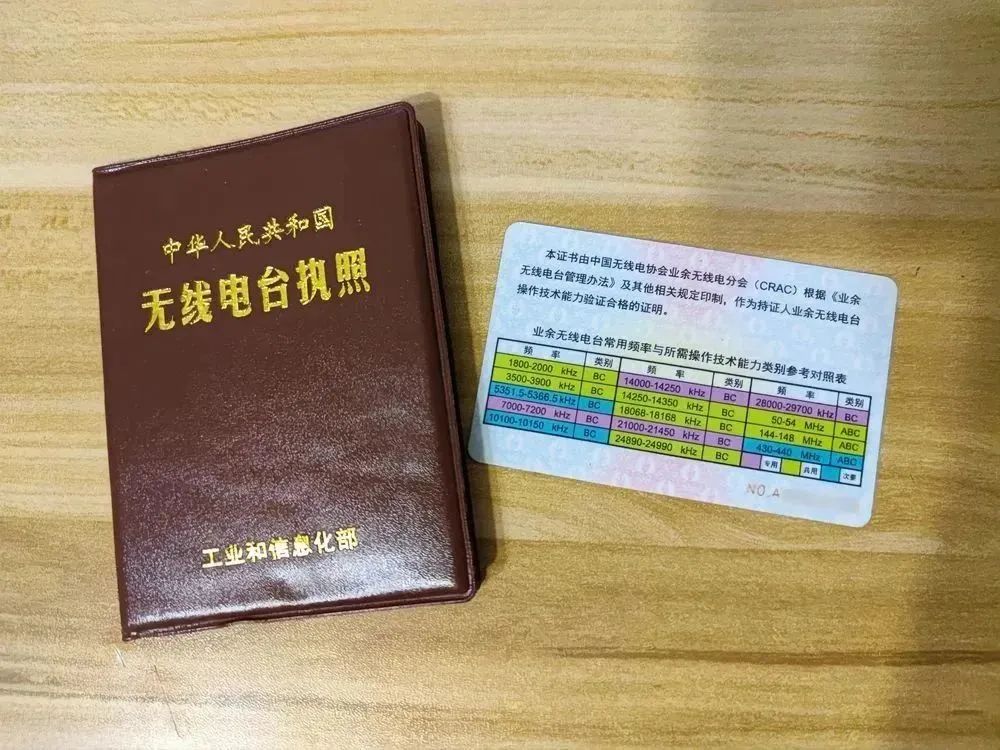 中华人民共和国
无线电台执照
工业和信息化部
本证书由中国无线电协会业余无线电分会（CRAC）根据《业余
无线电台管理办法》及其他相关规定印制，作为持证人业余无线电台
操作技术能力验证合格的证明。
业余无线电台常用频率与所需操作技术能力类别参考对照表
频 率 类别 频 率 类别 频 率 类别
1800-2000 kHz BC 14000-14250 kHz BC 28000-29700 kHz BC
3500-3900 kHz BC 14250-14350 kHz BC 50-54 MHz ABC
5351.5-5366.5 kHz BC 18068-18168 kHz BC 144-148 MHz ABC
7000-7200 kHz BC 21000-21450 kHz BC 430-440 MHz ABC
10100-10150 kHz BC 24890-24990 kHz BC 专用 共用 次要
NO.A